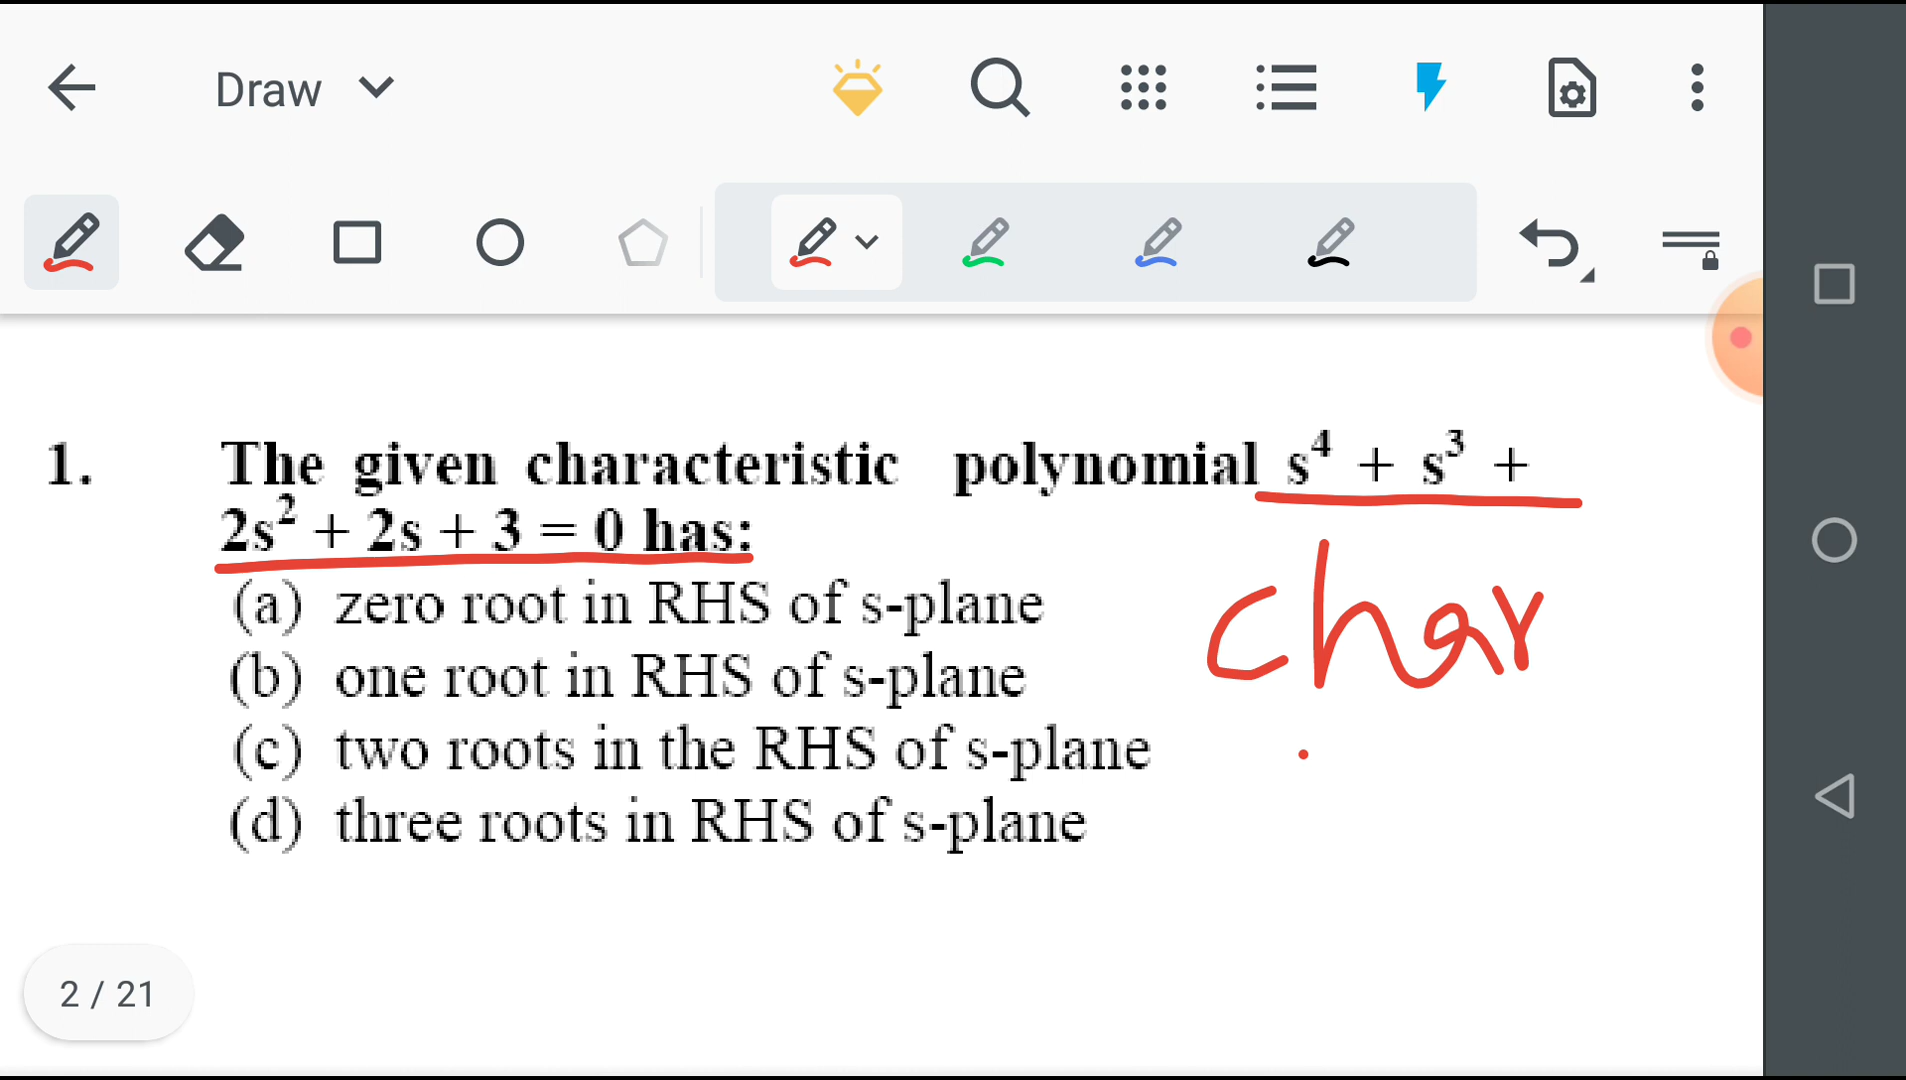 Draw
1. The given characteristic polynomial s⁴ + s³ +
2s² + 2s + 3 = 0 has:
(a) zero root in RHS of s-plane
(b) one root in RHS of s-plane
(c) two roots in the RHS of s-plane
(d) three roots in RHS of s-plane
char
2 / 21